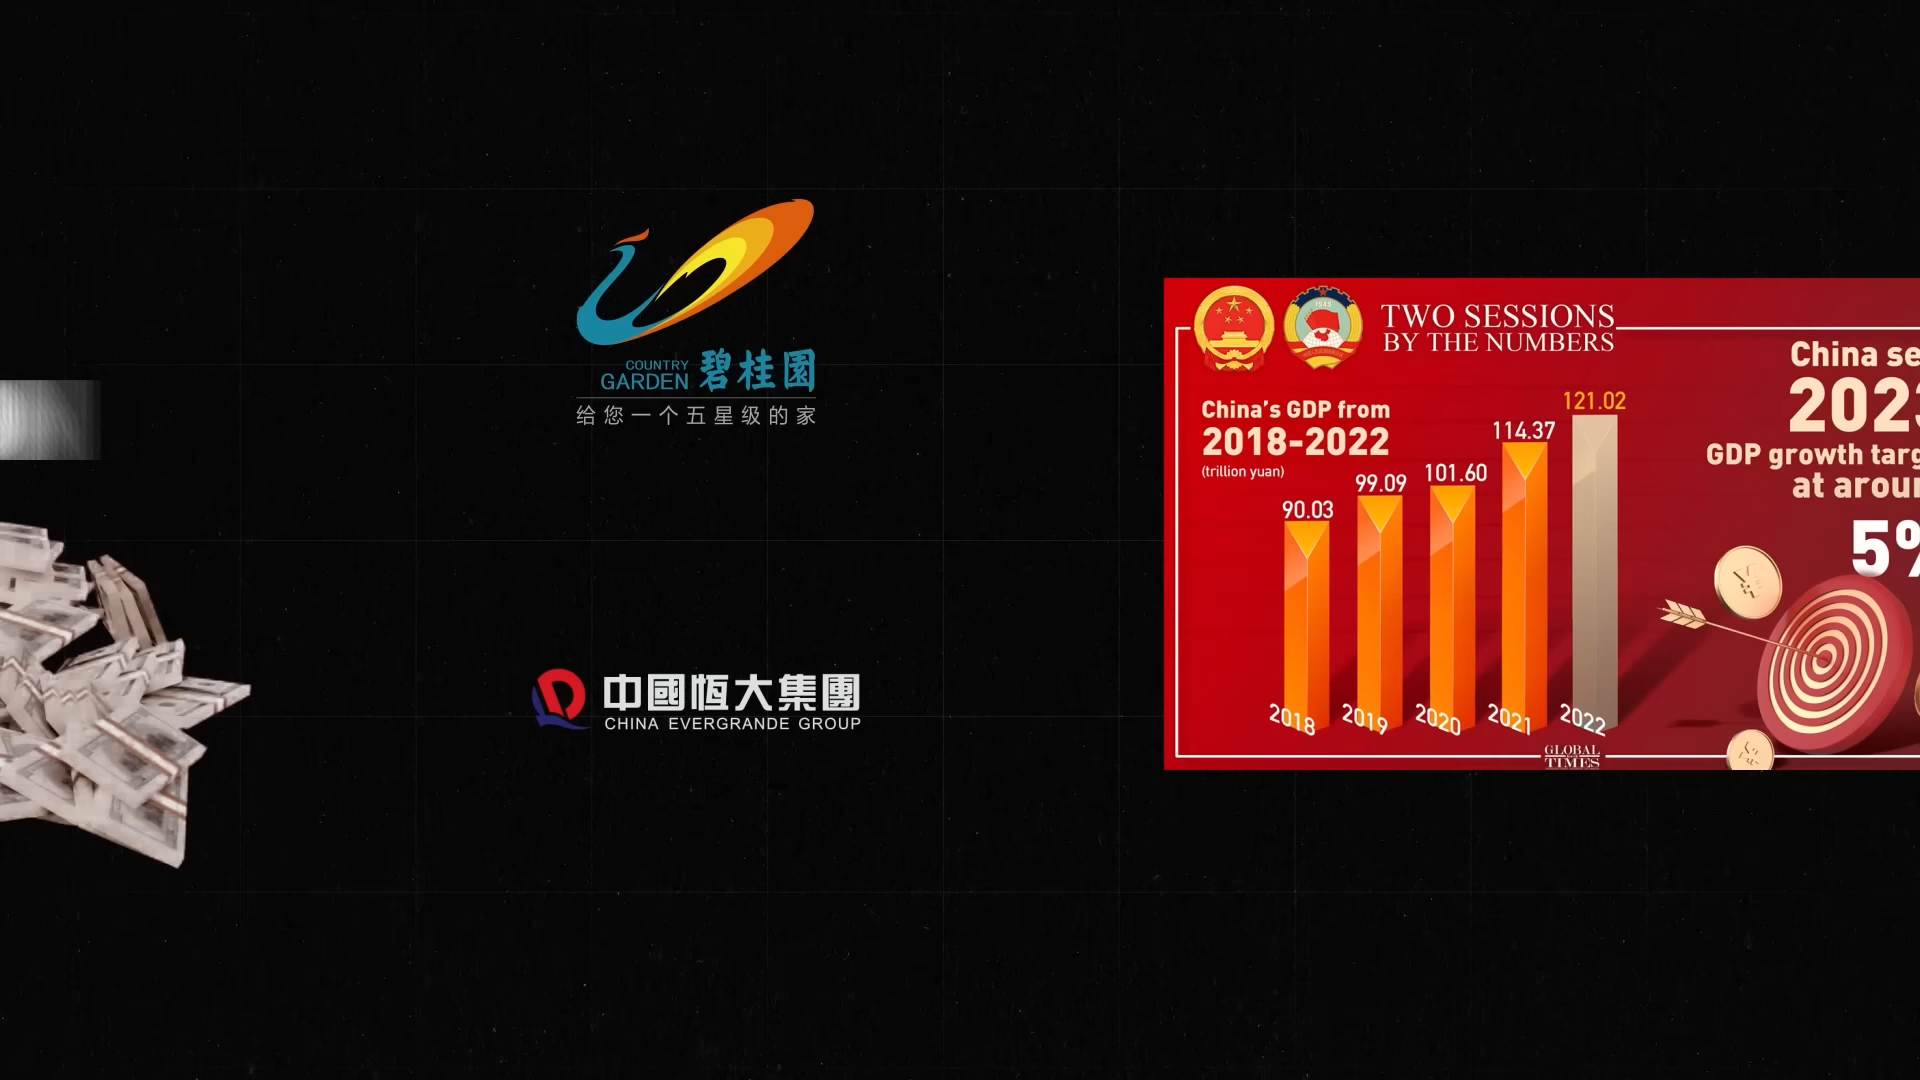 COUNTRY
GARDEN 碧桂園
给您一个五星级的家
中國恆大集團
CHINA EVERGRANDE GROUP
TWO SESSIONS
BY THE NUMBERS
China's GDP from
2018-2022
(trillion yuan)
90.03
99.09
101.60
114.37
121.02
2018
2019
2020
2021
2022
China se
202
GDP growth targ
at arou
5%
GLOBAL
TIMES